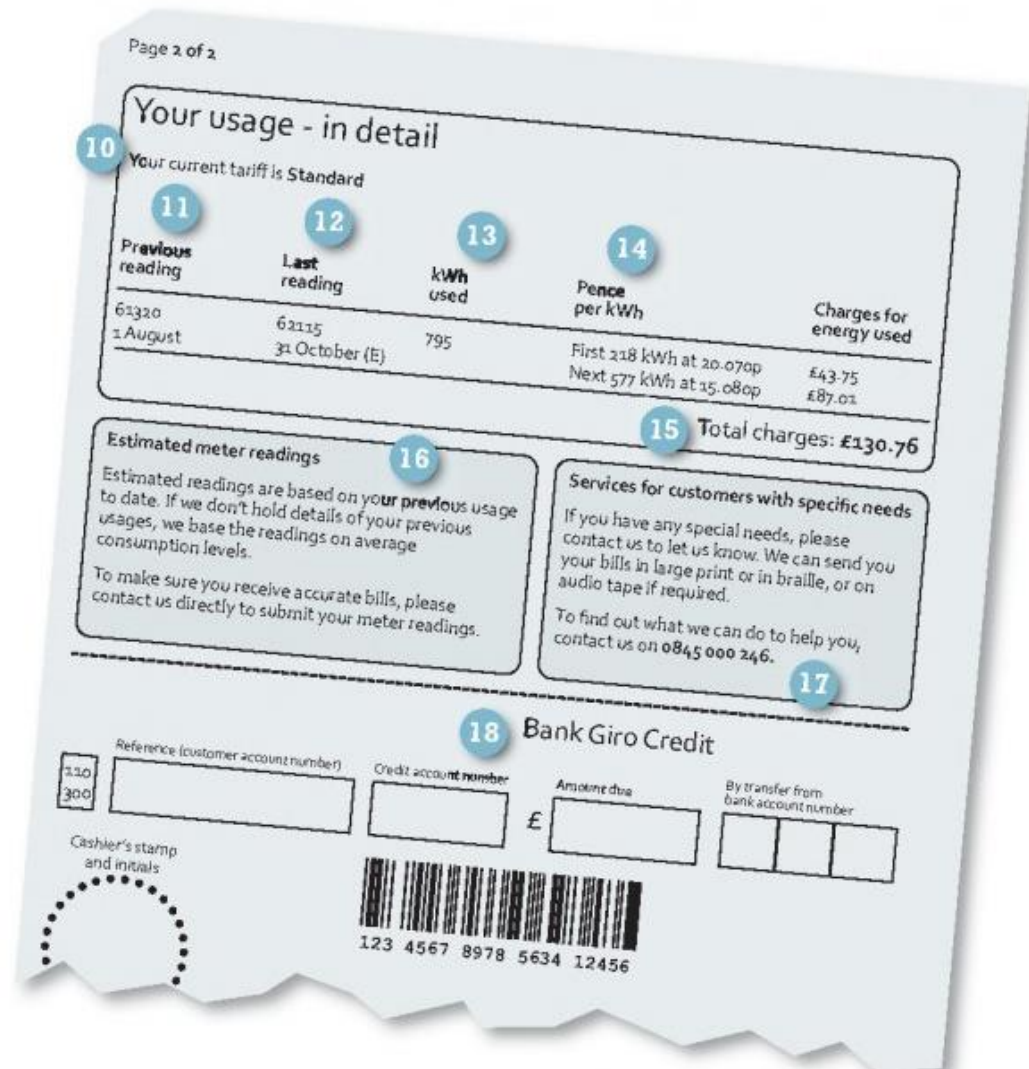 Page 2 of 2
Your usage - in detail
10
Your current tariff is Standard
11
12
13
14
Previous
reading
Last
reading
kWh
used
Pence
per kWh
Charges for
energy used
61320
1 August
62115
31 October (E)
795
First 218 kWh at 20.070p
Next 577 kWh at 15.080p
£43.75
£87.01
15
Total charges: £130.76
Estimated meter readings
16
Estimated readings are based on your previous usage
to date. If we don't hold details of your previous
usages, we base the readings on average
consumption levels.
To make sure you receive accurate bills, please
contact us directly to submit your meter readings.
Services for customers with specific needs
If you have any special needs, please
contact us to let us know. We can send you
your bills in large print or in braille, or on
audio tape if required.
To find out what we can do to help you,
contact us on 0845 000 246.
17
18
Bank Giro Credit
110
300
Reference (customer account number)
Credit account number
Amount due
£
By transfer from
bank account number
Cashier's stamp
and initials
123 4567 8978 5634 12456